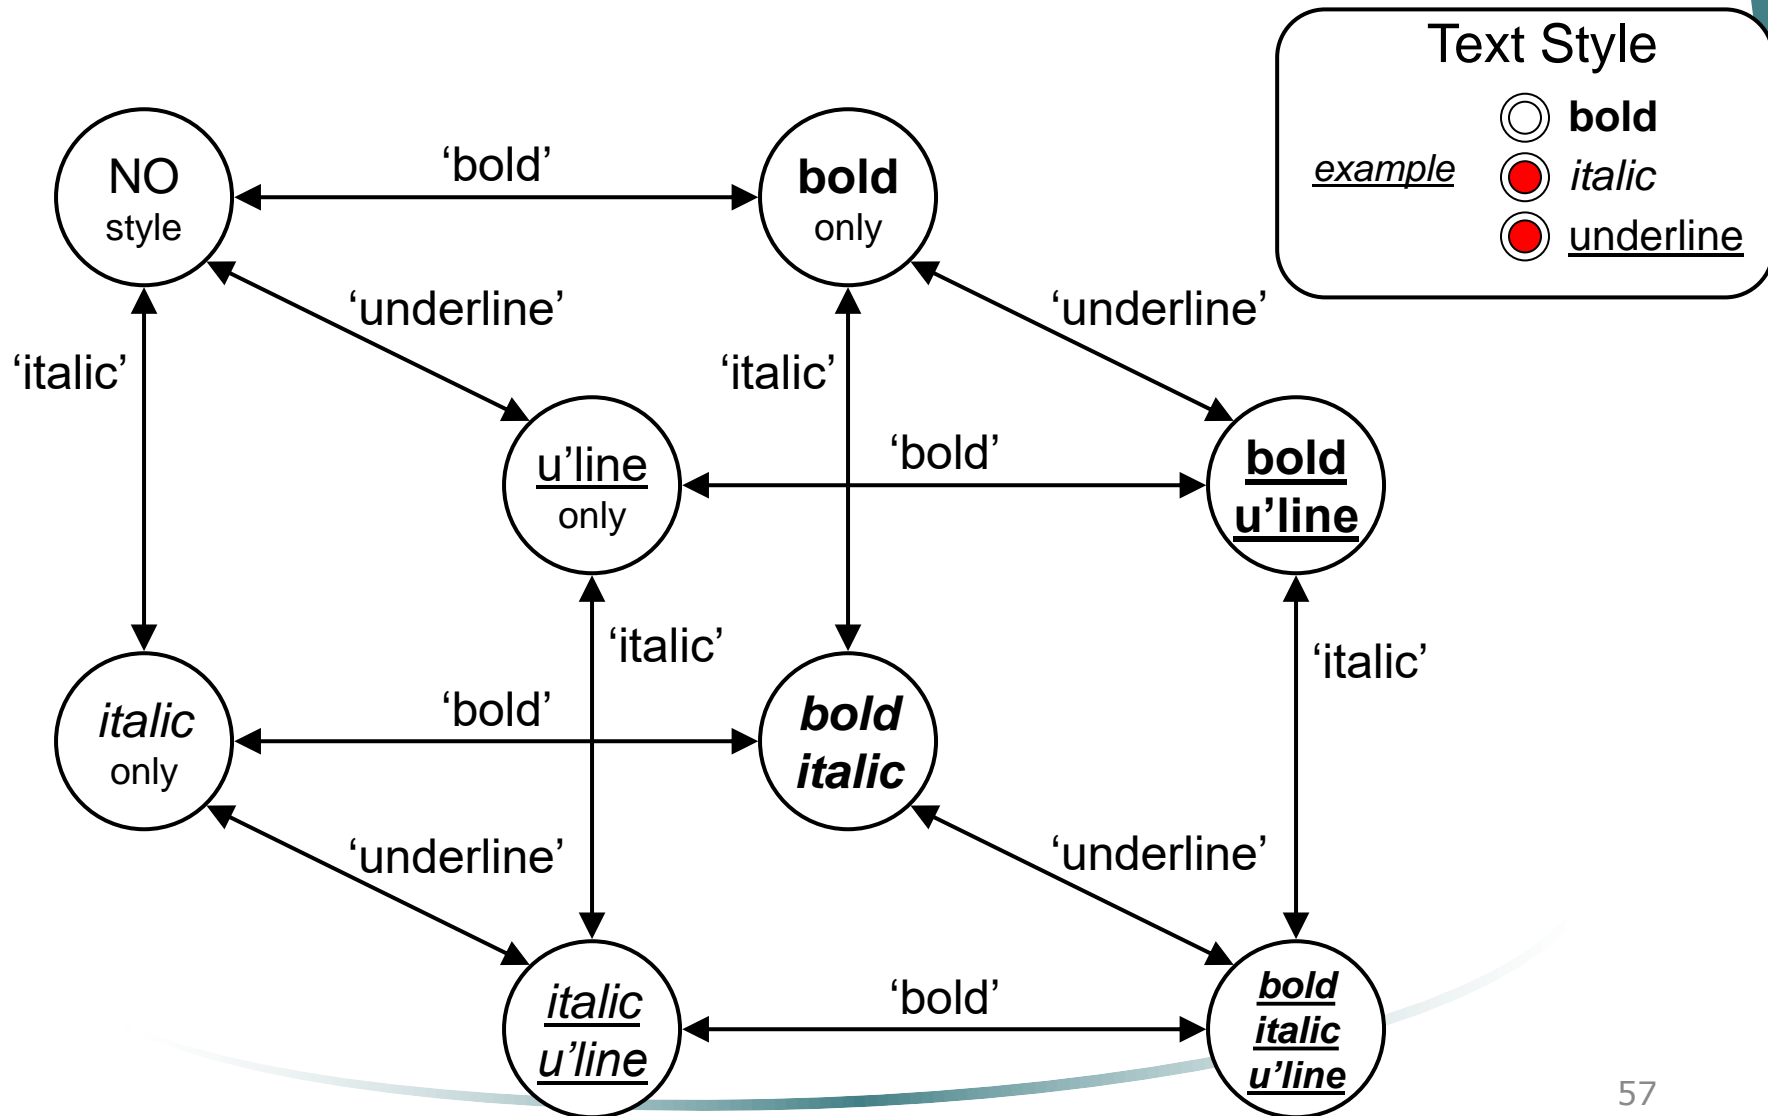 Text Style
bold
example
italic
underline
NO
style
‘bold’
bold
only
‘underline’
‘underline’
‘italic’
‘italic’
u’line
only
‘bold’
bold
u’line
‘italic’
‘italic’
italic
only
‘bold’
bold
italic
‘underline’
‘underline’
italic
u’line
‘bold’
bold
italic
u’line
57